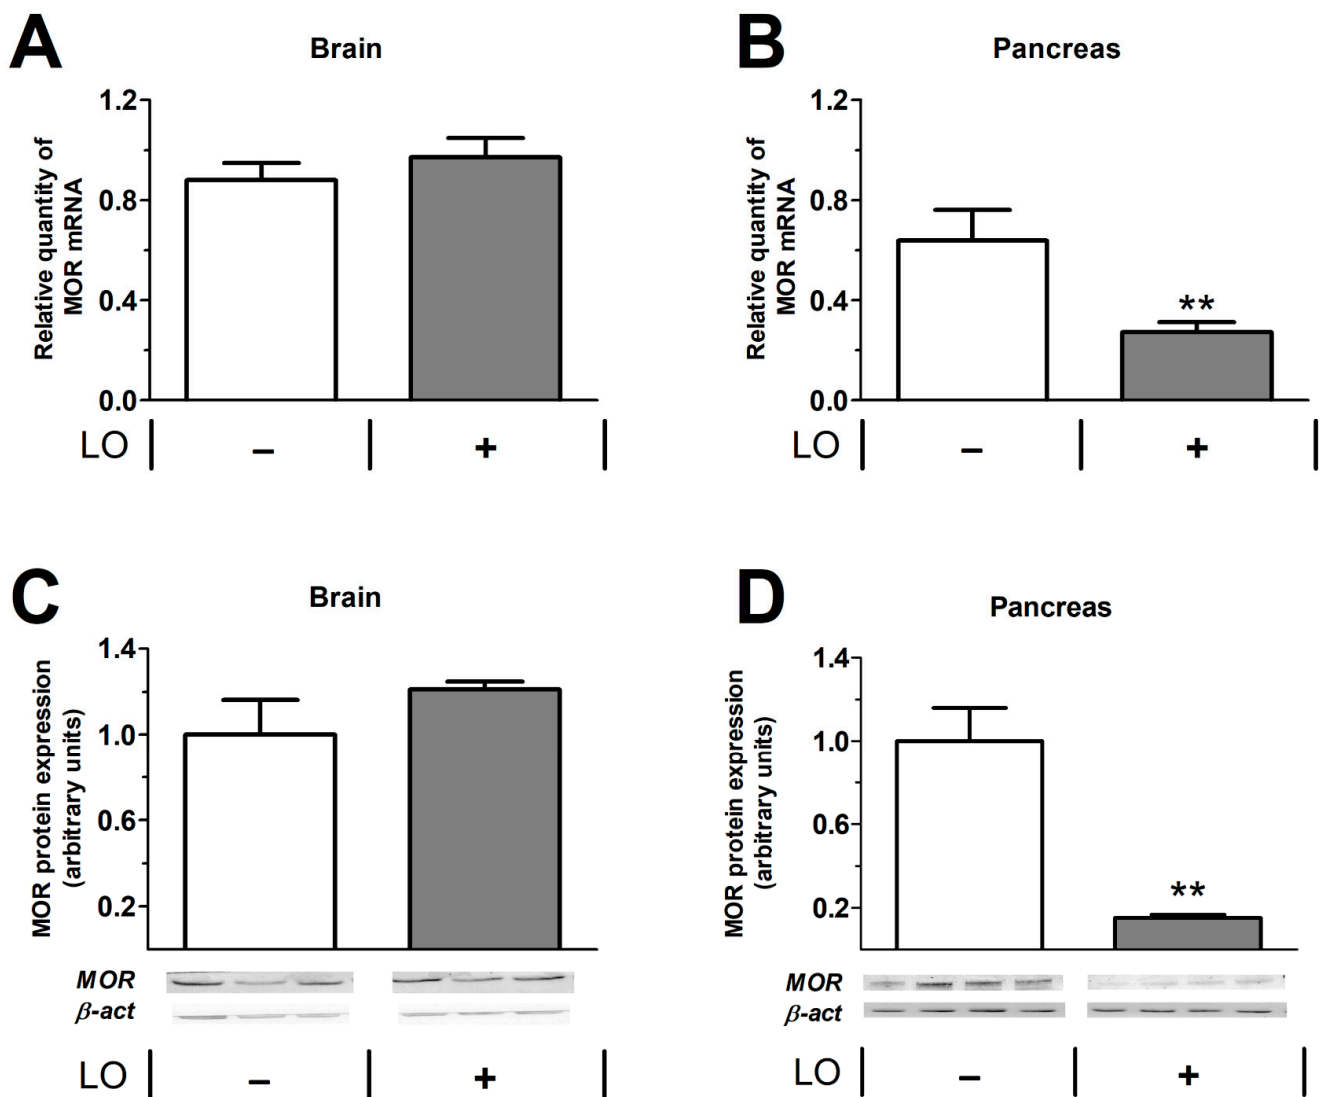 A
Brain
Relative quantity of
MOR mRNA
1.2
0.8
0.4
0.0
LO
–
+
B
Pancreas
Relative quantity of
MOR mRNA
1.2
0.8
0.4
0.0
**
LO
–
+
C
Brain
MOR protein expression
(arbitrary units)
1.4
1.0
0.6
0.2
MOR
β-act
LO
–
+
D
Pancreas
MOR protein expression
(arbitrary units)
1.4
1.0
0.6
0.2
**
MOR
β-act
LO
–
+